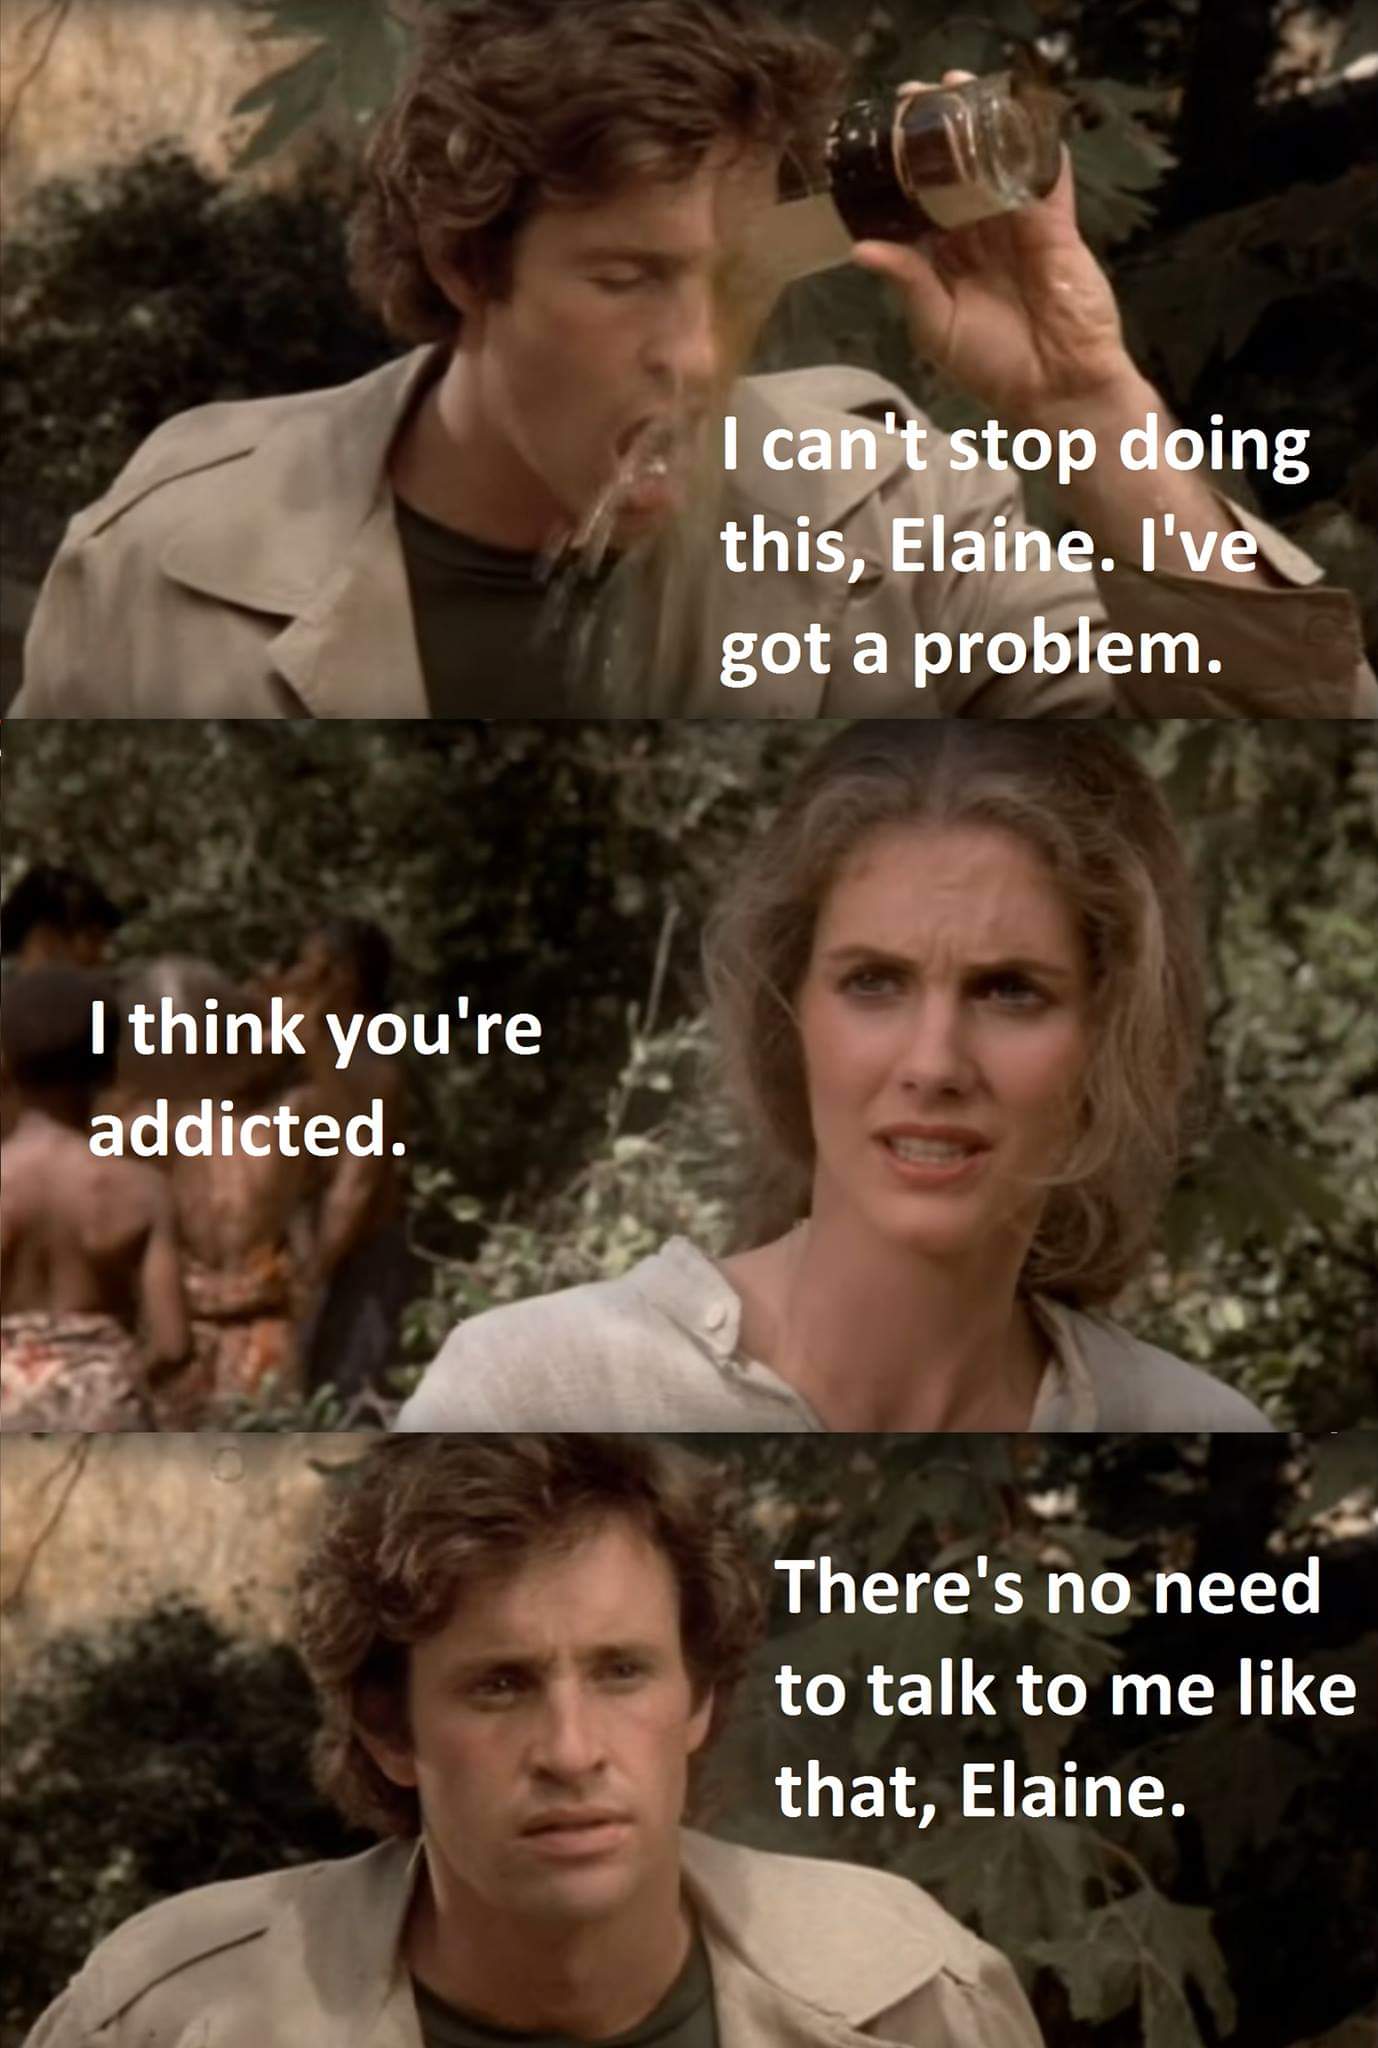 I can't stop doing
this, Elaine. I've
got a problem.
I think you're
addicted.
There's no need
to talk to me like
that, Elaine.